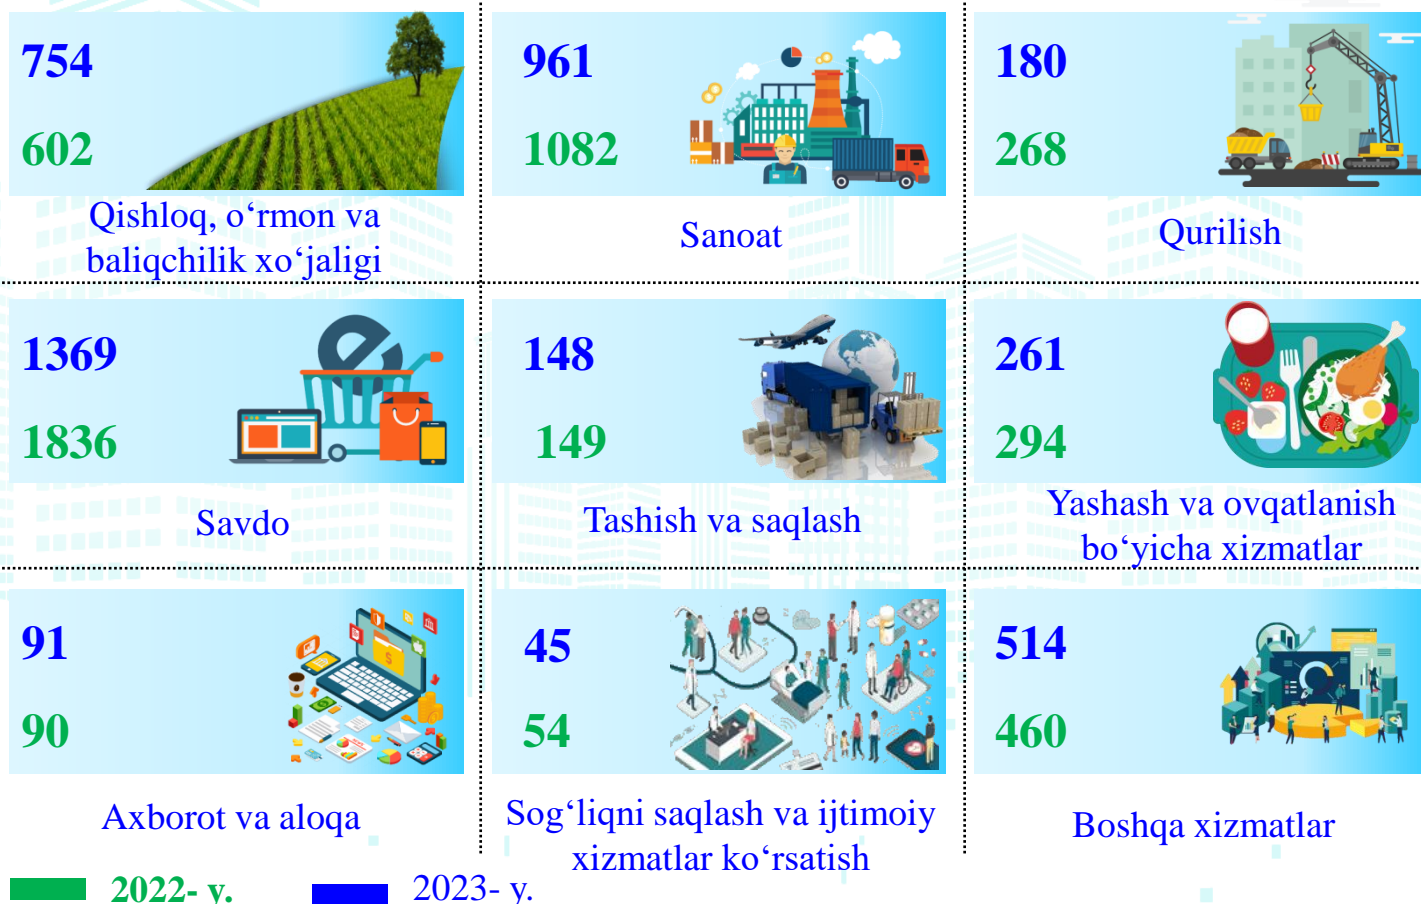 754
602
Qishloq, o‘rmon va
baliqchilik xo‘jaligi
961
1082
Sanoat
180
268
Qurilish
1369
1836
Savdo
148
149
Tashish va saqlash
261
294
Yashash va ovqatlanish
bo‘yicha xizmatlar
91
90
Axborot va aloqa
45
54
Sog‘liqni saqlash va ijtimoiy
xizmatlar ko‘rsatish
514
460
Boshqa xizmatlar
2022- y.
2023- y.